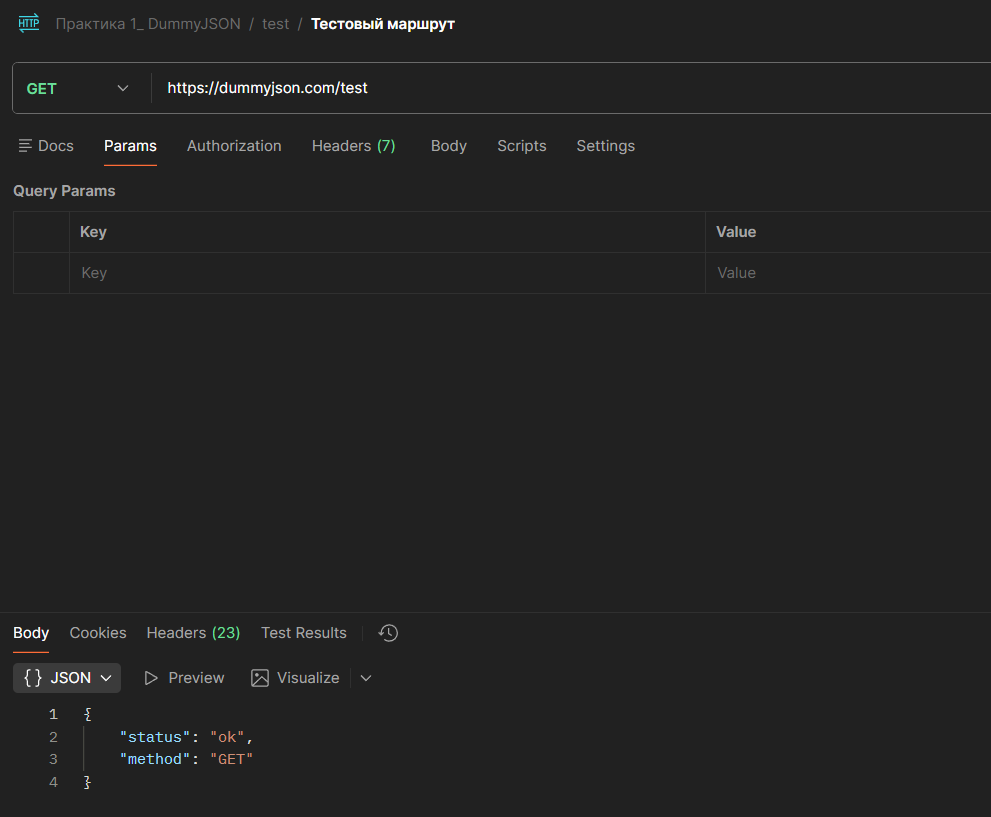 HTTP Практика 1_ DummyJSON / test / Тестовый маршрут
GET https://dummyjson.com/test
Docs Params Authorization Headers (7) Body Scripts Settings
Query Params
Key Value
Key Value
Body Cookies Headers (23) Test Results
{} JSON Preview Visualize
1 {
2 "status": "ok",
3 "method": "GET"
4 }